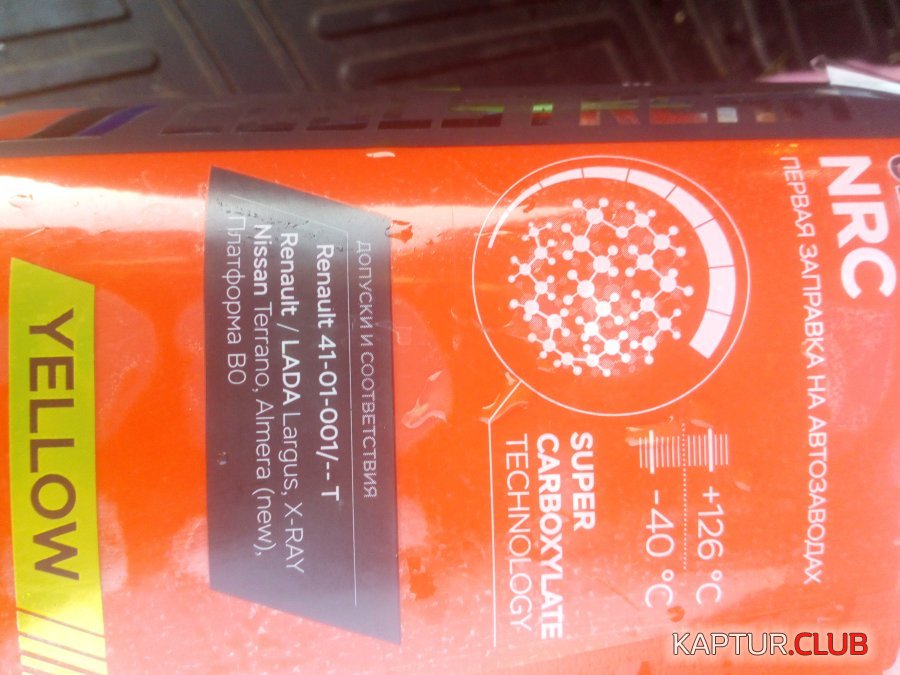 NRC
ПЕРВАЯ ЗАПРАВКА НА АВТОЗАВОДАХ
+126 °C
-40 °C
SUPER
CARBOXYLATE
TECHNOLOGY
ДОПУСКИ И СООТВЕТСТВИЯ
Renault 41-01-001/-- T
Renault / LADA Largus, X-RAY
Nissan Terrano, Almera (new),
Платформа B0
YELLOW
KAPTUR.CLUB